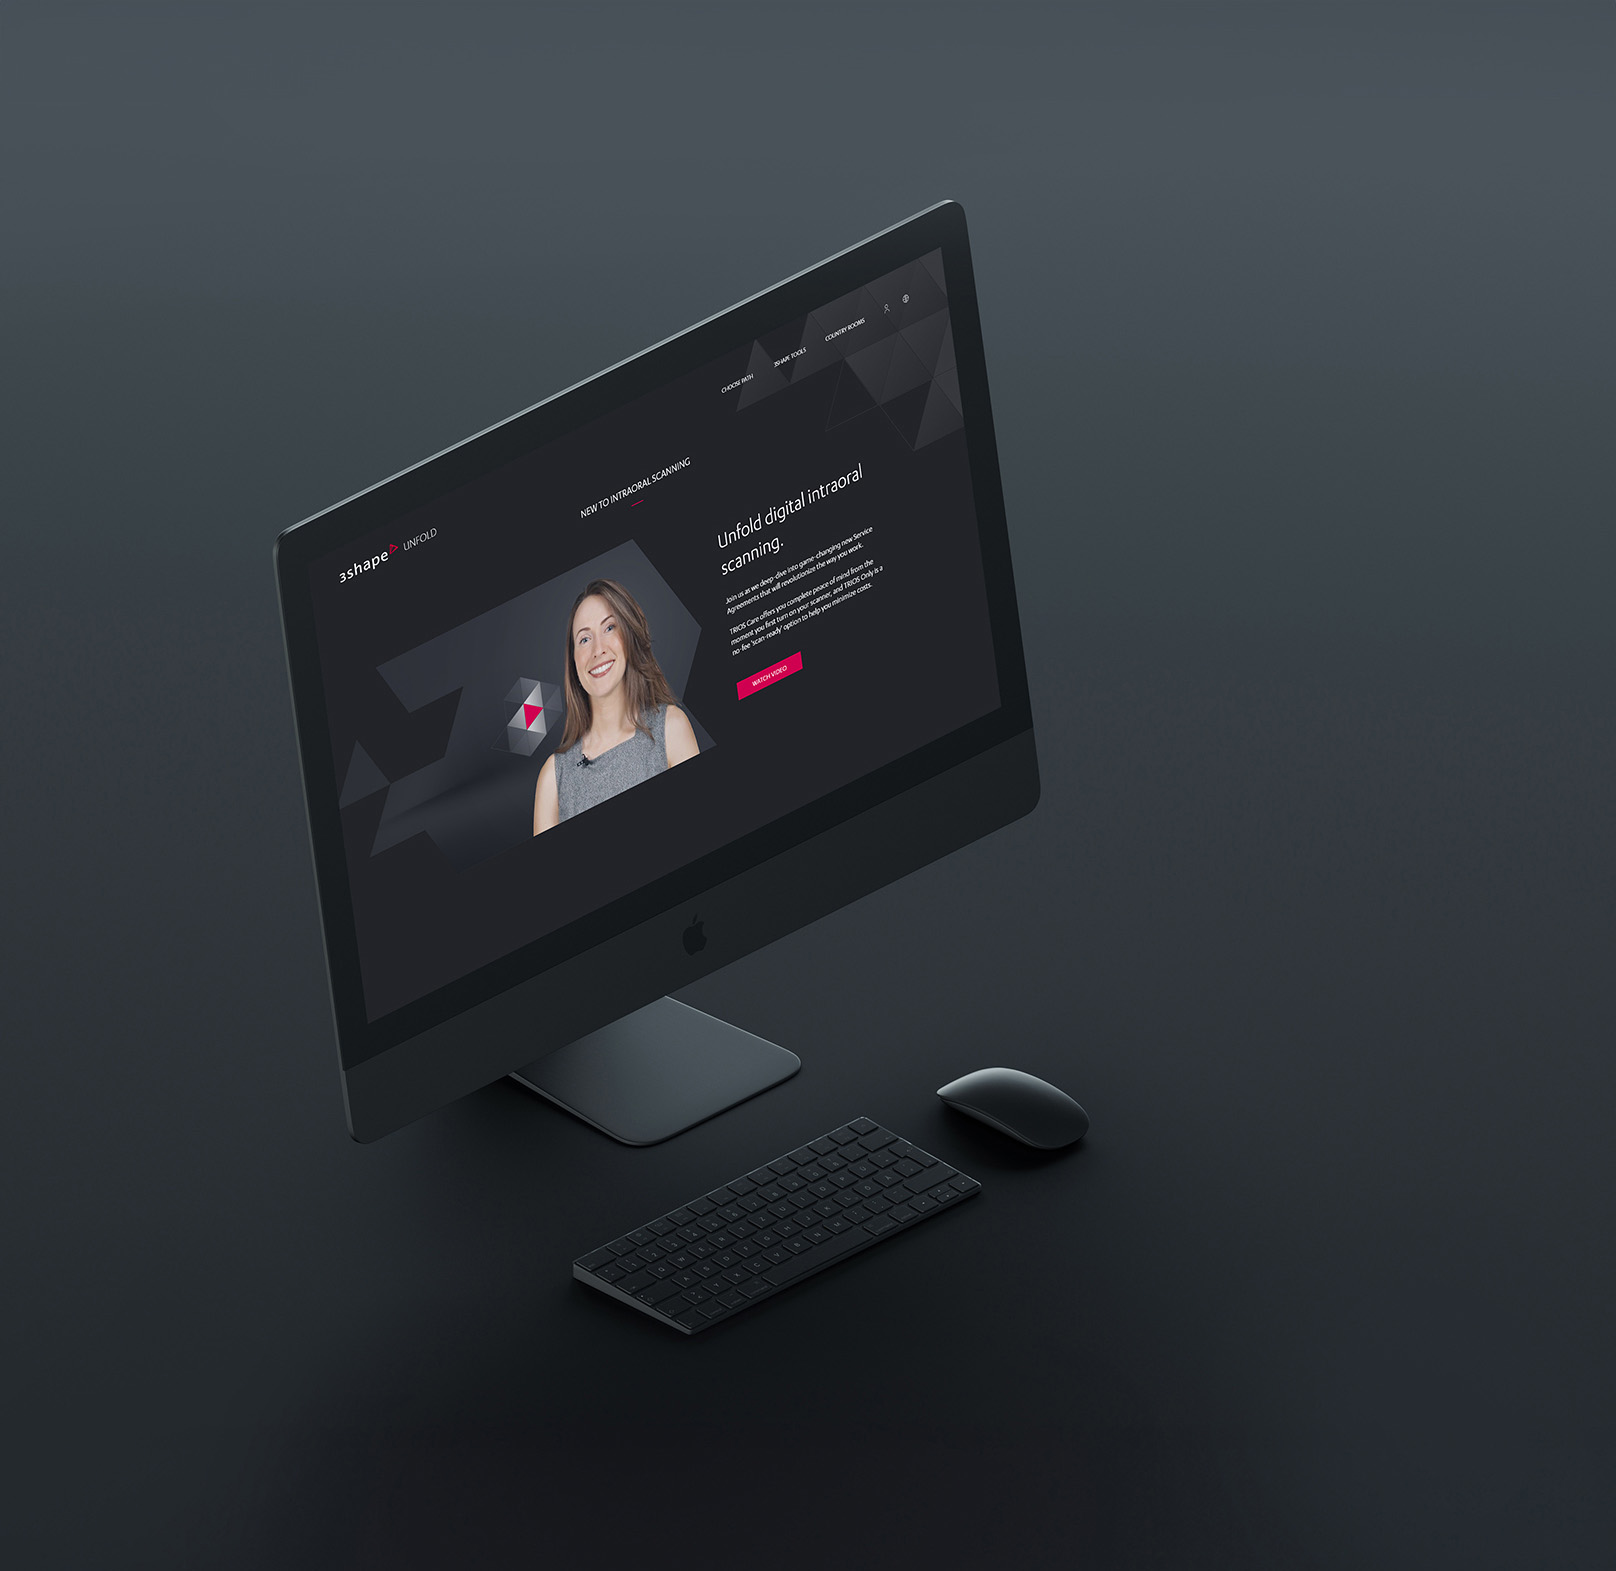 CHOOSE PATH
3SHAPE TOOLS
COUNTRY ROOMS
3shape UNFOLD
NEW TO INTRAORAL SCANNING
Unfold digital intraoral
scanning.
Join us as we deep-dive into game-changing new Service
Agreements that will revolutionize the way you work.
TRIOS Care offers you complete peace of mind from the
moment you first turn on your scanner, and TRIOS Only is a
no-fee 'scan-ready' option to help you minimize costs.
WATCH VIDEO